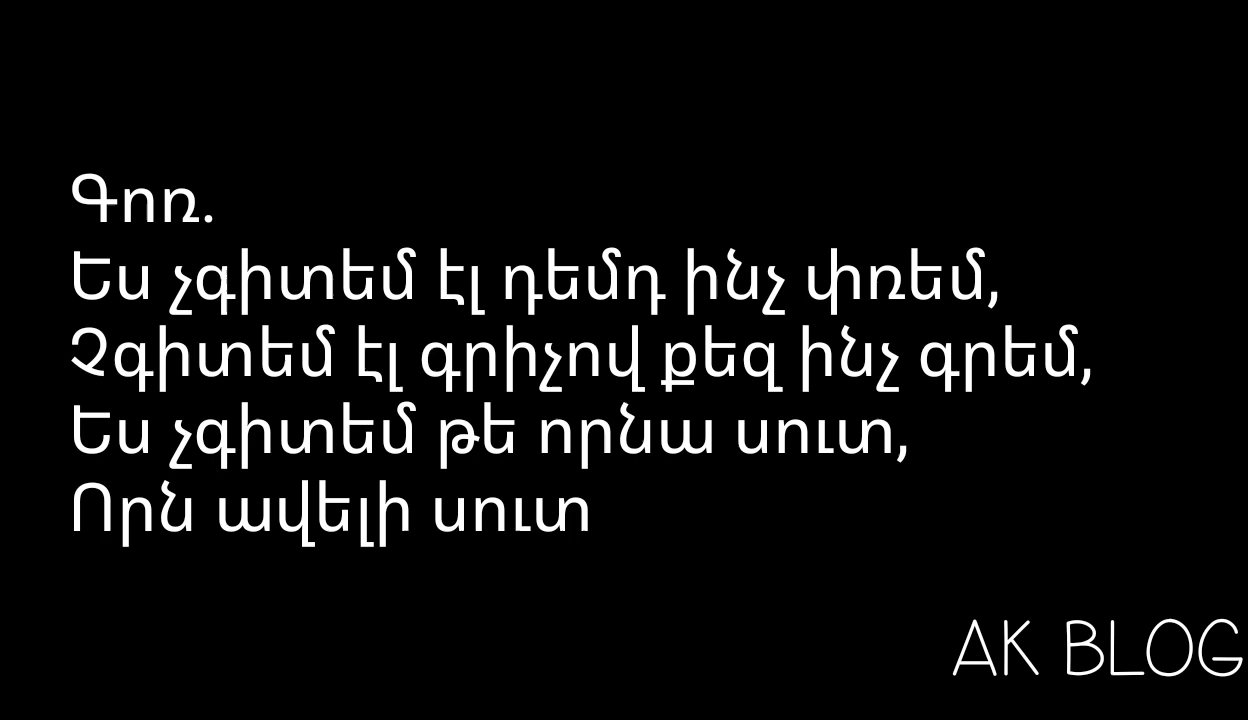 Գոռ.
Ես չգիտեմ էլ դեմդ ինչ փռեմ,
Չգիտեմ էլ գրիչով քեզ ինչ գրեմ,
Ես չգիտեմ թե որնա սուտ,
Որն ավելի սուտ
AK BLOG